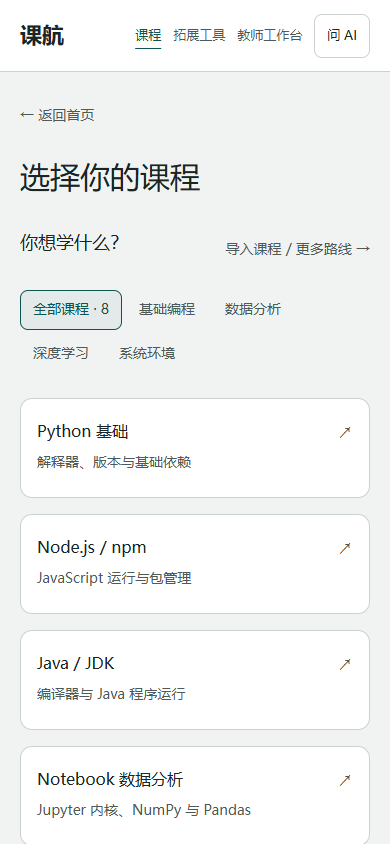 课航
课程 拓展工具 教师工作台 问 AI
← 返回首页
选择你的课程
你想学什么？
导入课程 / 更多路线 →
全部课程 · 8 基础编程 数据分析
深度学习 系统环境
Python 基础 ↗
解释器、版本与基础依赖
Node.js / npm ↗
JavaScript 运行与包管理
Java / JDK ↗
编译器与 Java 程序运行
Notebook 数据分析 ↗
Jupyter 内核、NumPy 与 Pandas